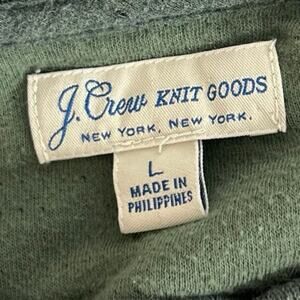 J.Crew KNIT GOODS
NEW YORK, NEW YORK.
L
MADE IN
PHILIPPINES